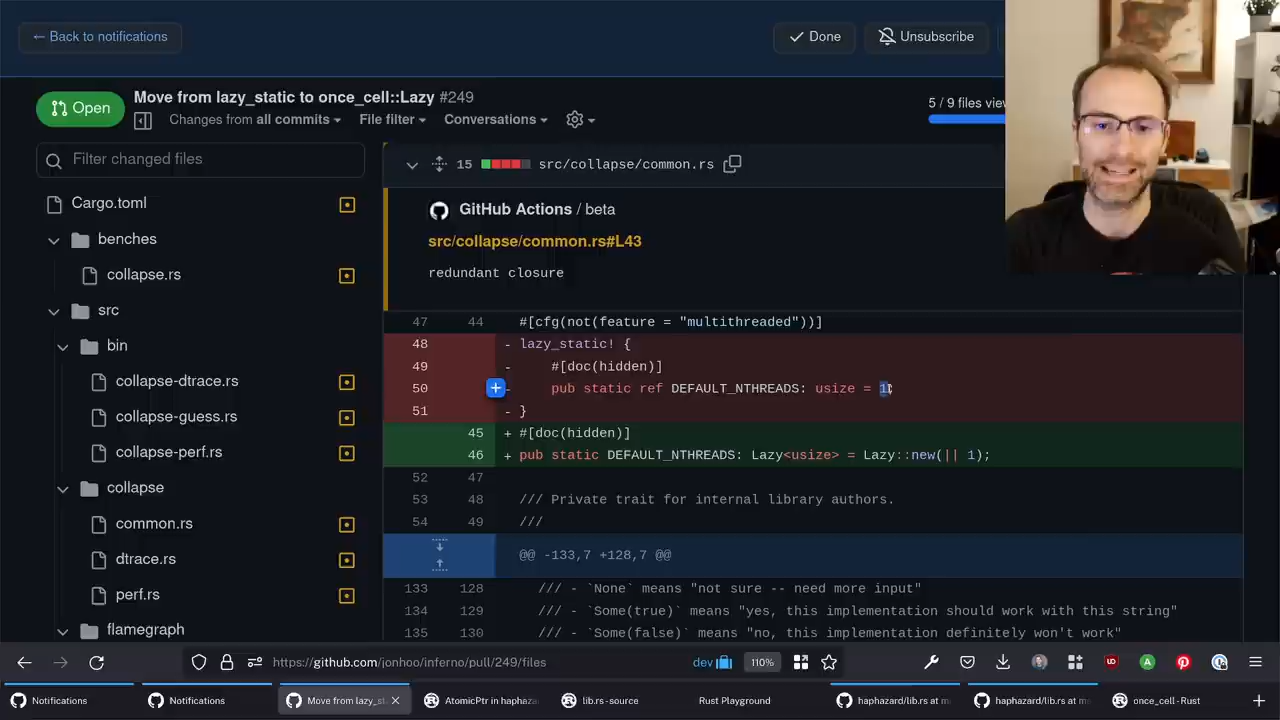 ← Back to notifications
Done
Unsubscribe
Open
Move from lazy_static to once_cell::Lazy #249
Changes from all commits
File filter
Conversations
5 / 9 files view
Filter changed files
15 src/collapse/common.rs
Cargo.toml
benches
collapse.rs
src
bin
collapse-dtrace.rs
collapse-guess.rs
collapse-perf.rs
collapse
common.rs
dtrace.rs
perf.rs
flamegraph
GitHub Actions / beta
src/collapse/common.rs#L43
redundant closure
47 44 #[cfg(not(feature = "multithreaded"))]
48 - lazy_static! {
49 - #[doc(hidden)]
50 - pub static ref DEFAULT_NTHREADS: usize = 1;
51 - }
45 + #[doc(hidden)]
46 + pub static DEFAULT_NTHREADS: Lazy<usize> = Lazy::new(|| 1);
52 47
53 48 /// Private trait for internal library authors.
54 49 ///
@@ -133,7 +128,7 @@
133 128 /// - `None` means "not sure -- need more input"
134 129 /// - `Some(true)` means "yes, this implementation should work with this string"
135 130 /// - `Some(false)` means "no, this implementation definitely won't work"
https://github.com/jonhoo/inferno/pull/249/files
dev
110%
Notifications
Notifications
Move from lazy_st
AtomicPtr in haphaza
lib.rs - source
Rust Playground
haphazard/lib.rs at m
haphazard/lib.rs at m
once_cell - Rust